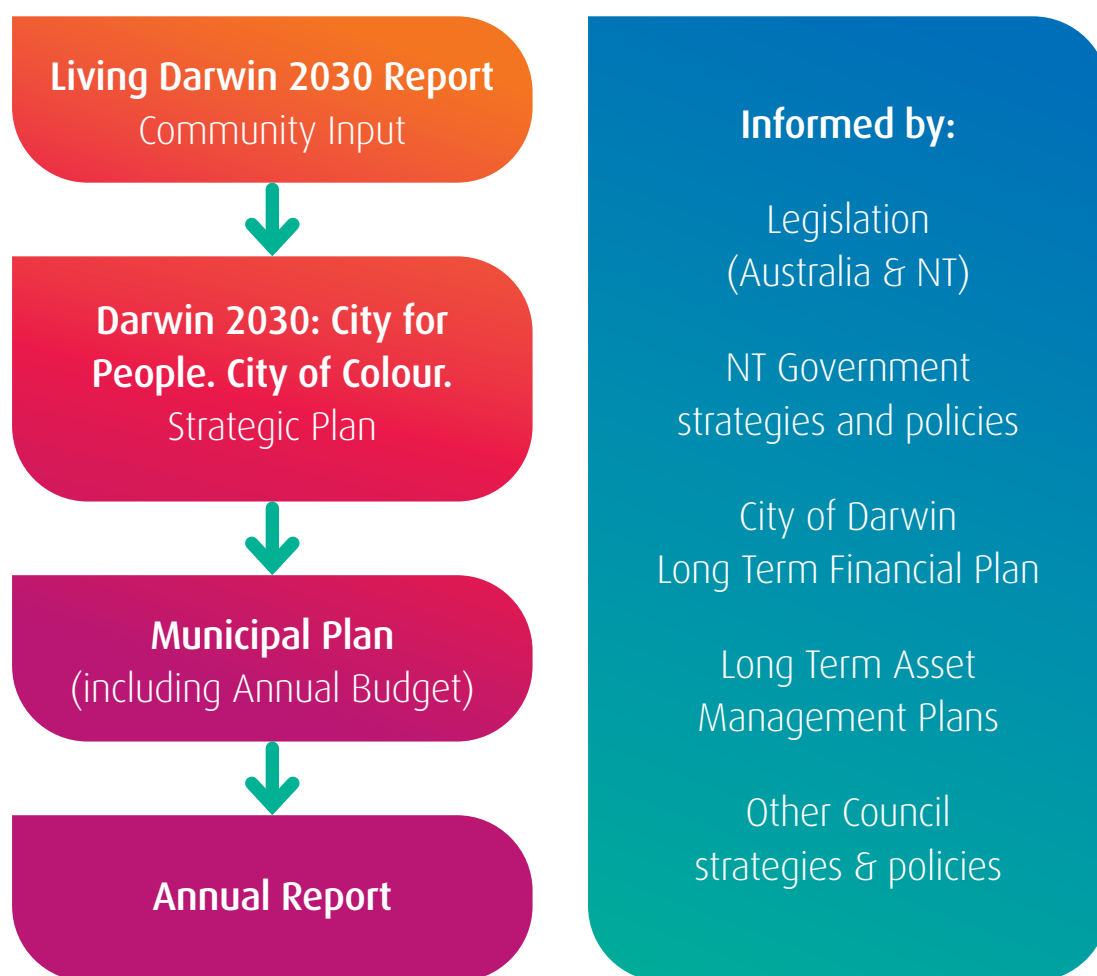 Living Darwin 2030 Report
Community Input
Darwin 2030: City for
People. City of Colour.
Strategic Plan
Municipal Plan
(including Annual Budget)
Annual Report
Informed by:
Legislation
(Australia & NT)
NT Government
strategies and policies
City of Darwin
Long Term Financial Plan
Long Term Asset
Management Plans
Other Council
strategies & policies